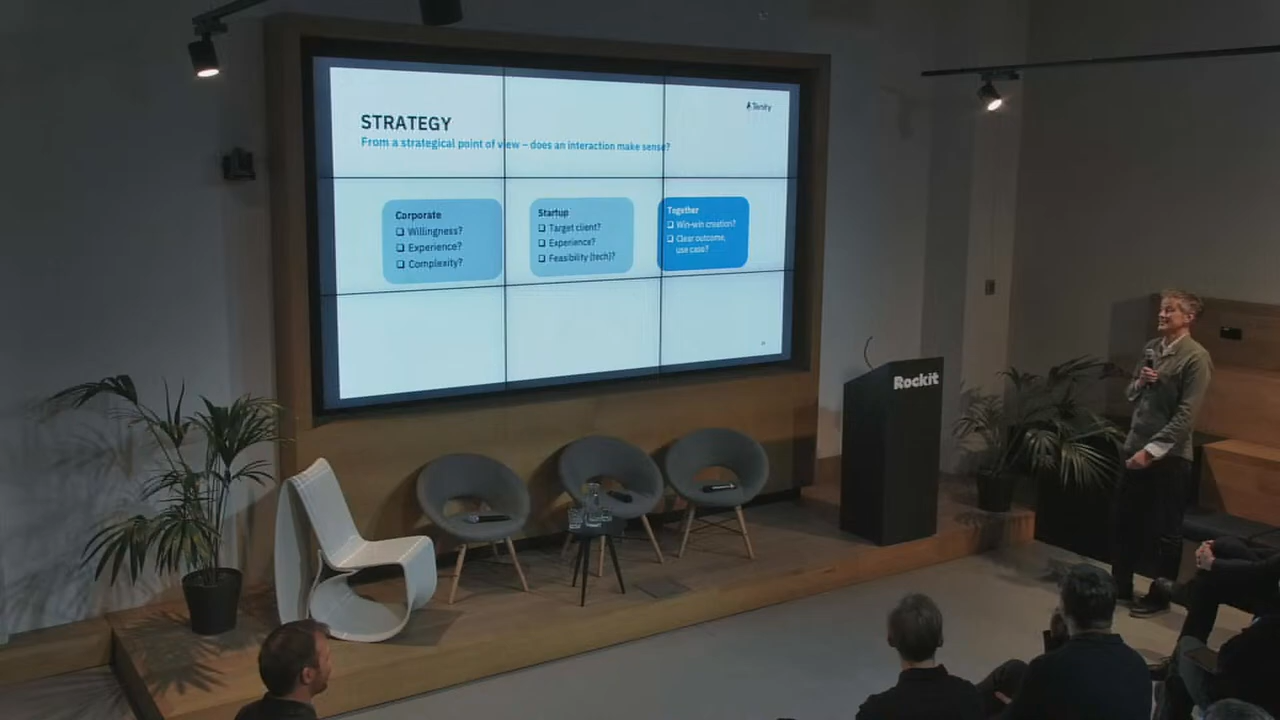 Tenity
STRATEGY
From a strategical point of view – does an interaction make sense?
Corporate
❑ Willingness?
❑ Experience?
❑ Complexity?
Startup
❑ Target client?
❑ Experience?
❑ Feasibility (tech)?
Together
❑ Win-win creation?
❑ Clear outcome,
use case?
Rockit